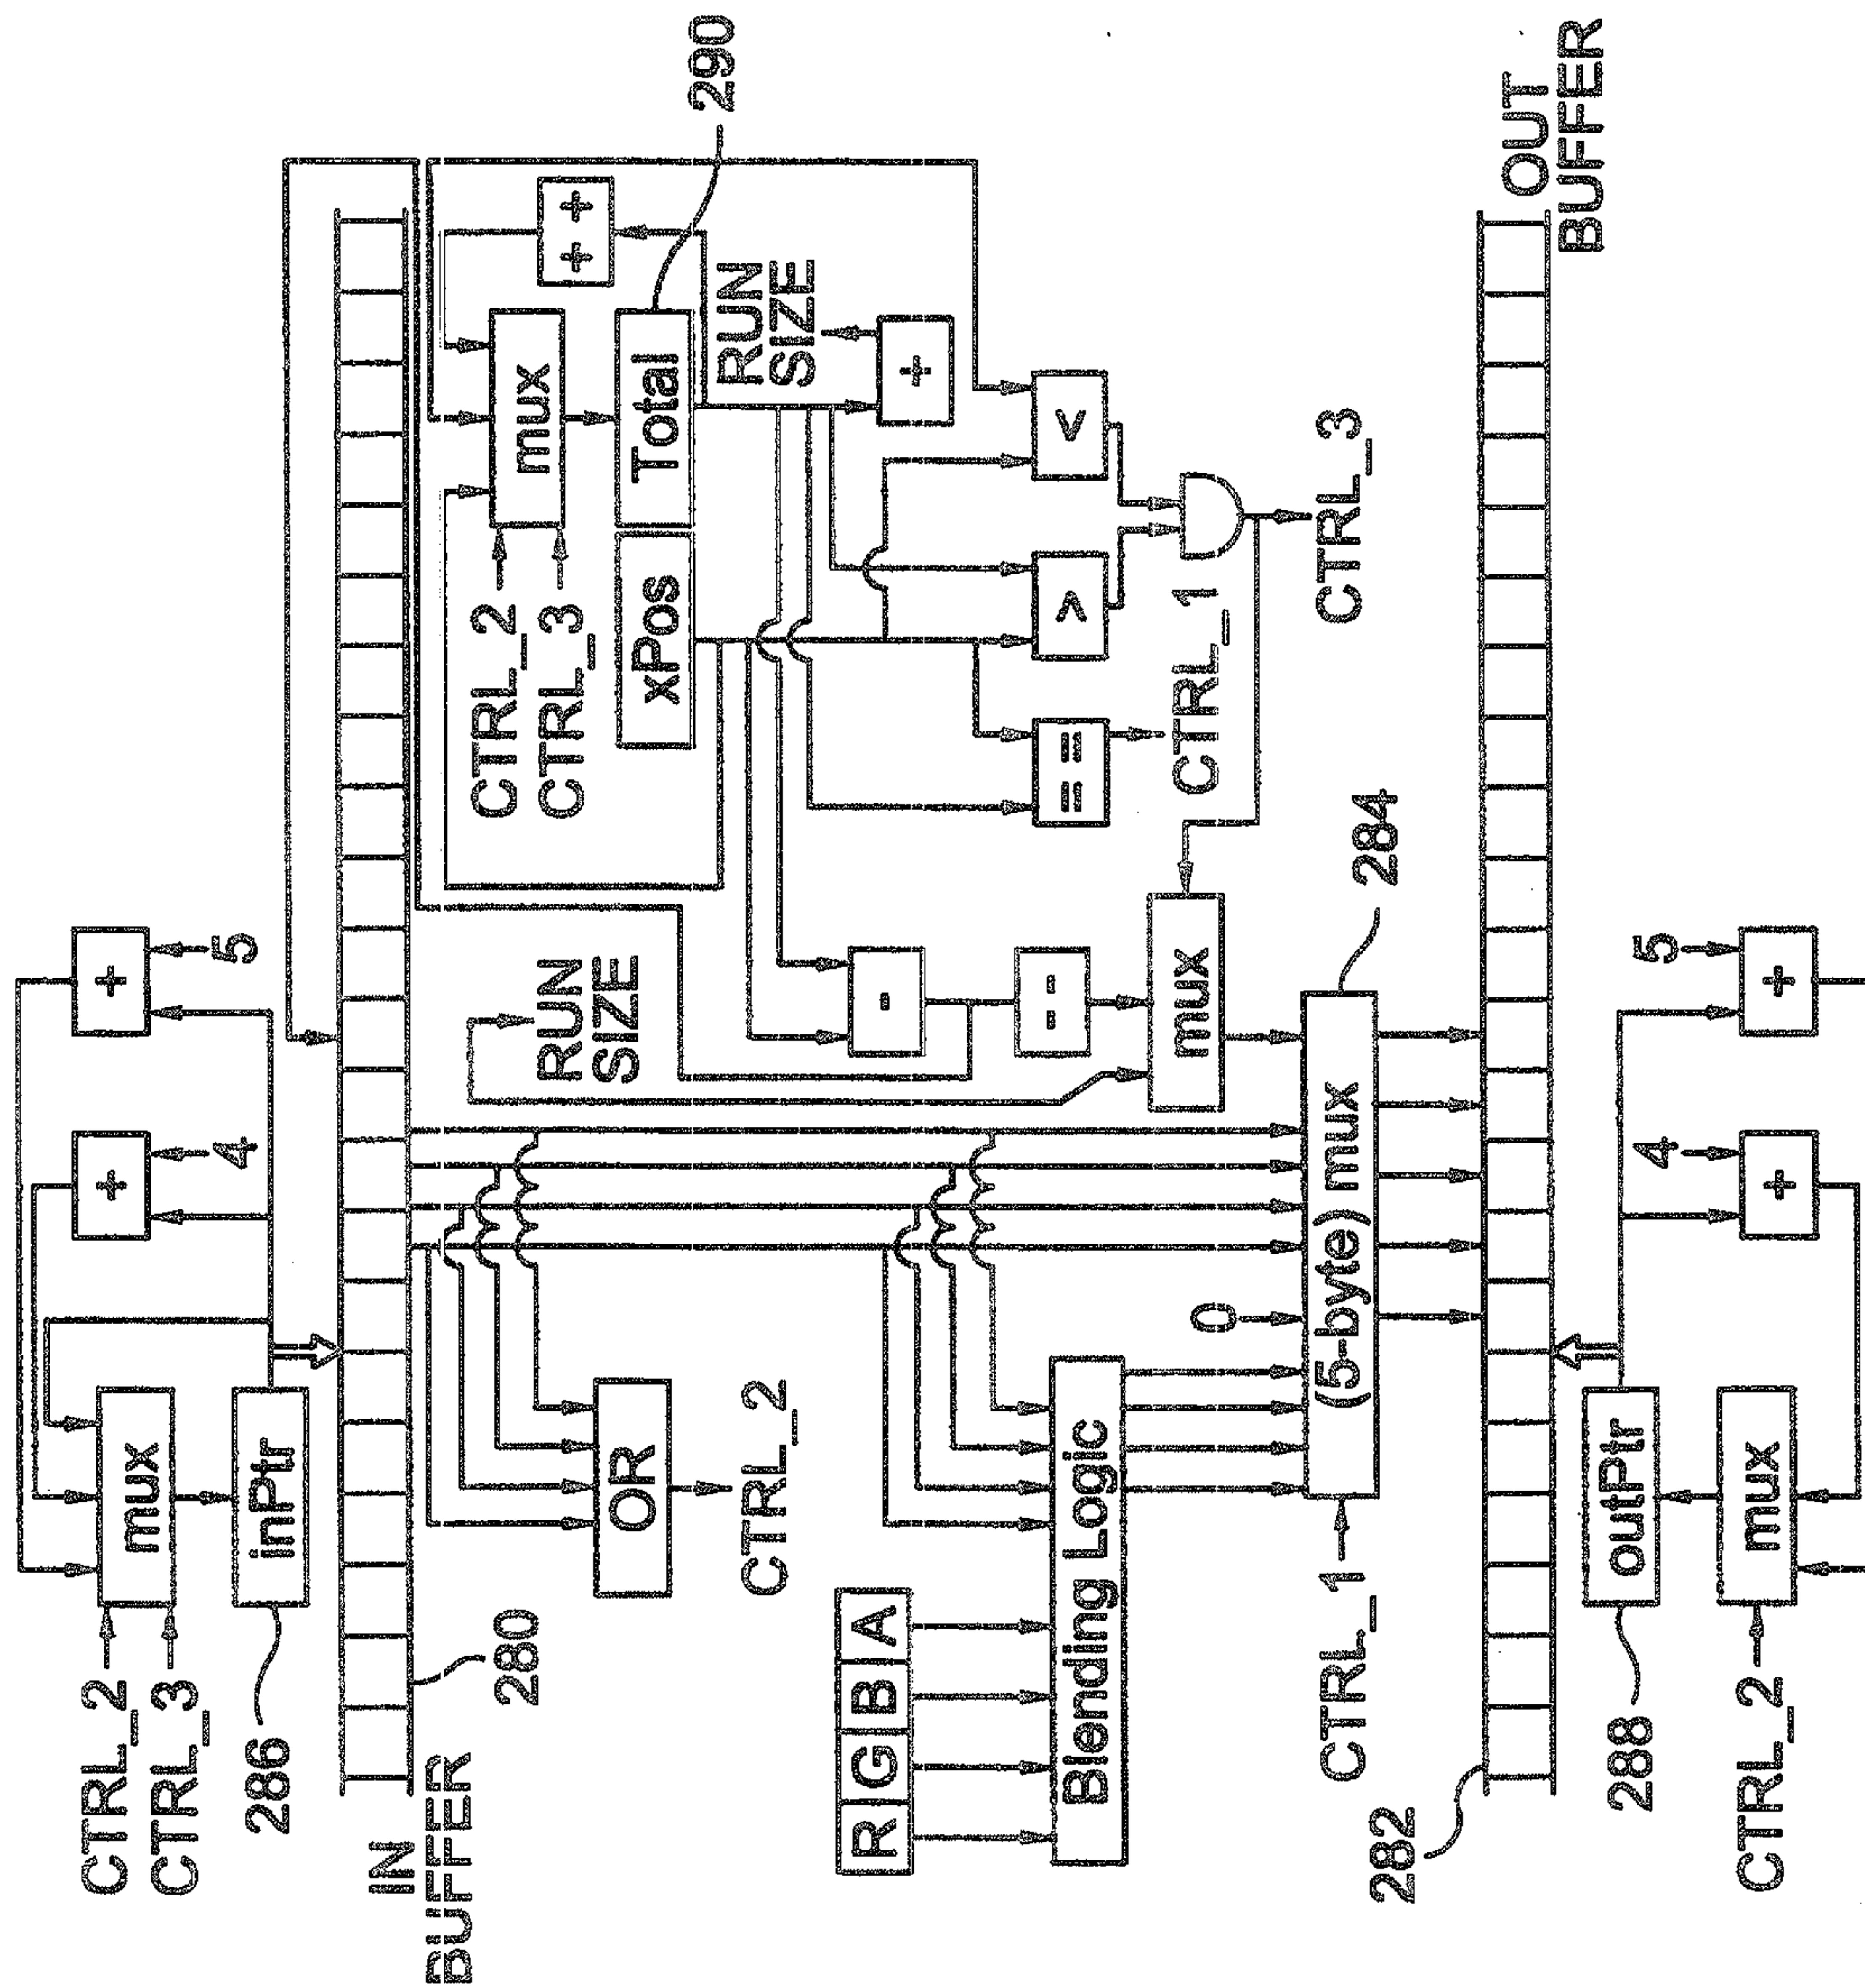 CTRL_2
CTRL_3
mux
+
4
+
5
286
inPtr
IN
BUFFER
280
OR
CTRL_2
RUN
SIZE
CTRL_2
CTRL_3
mux
++
xPos
Total
290
RUN
SIZE
+
R G B A
-
--
==
>
<
Blending Logic
0
mux
CTRL_1
CTRL_3
CTRL_1
(5-byte) mux
284
282
OUT
BUFFER
288
outPtr
4
5
CTRL_2
mux
+
+